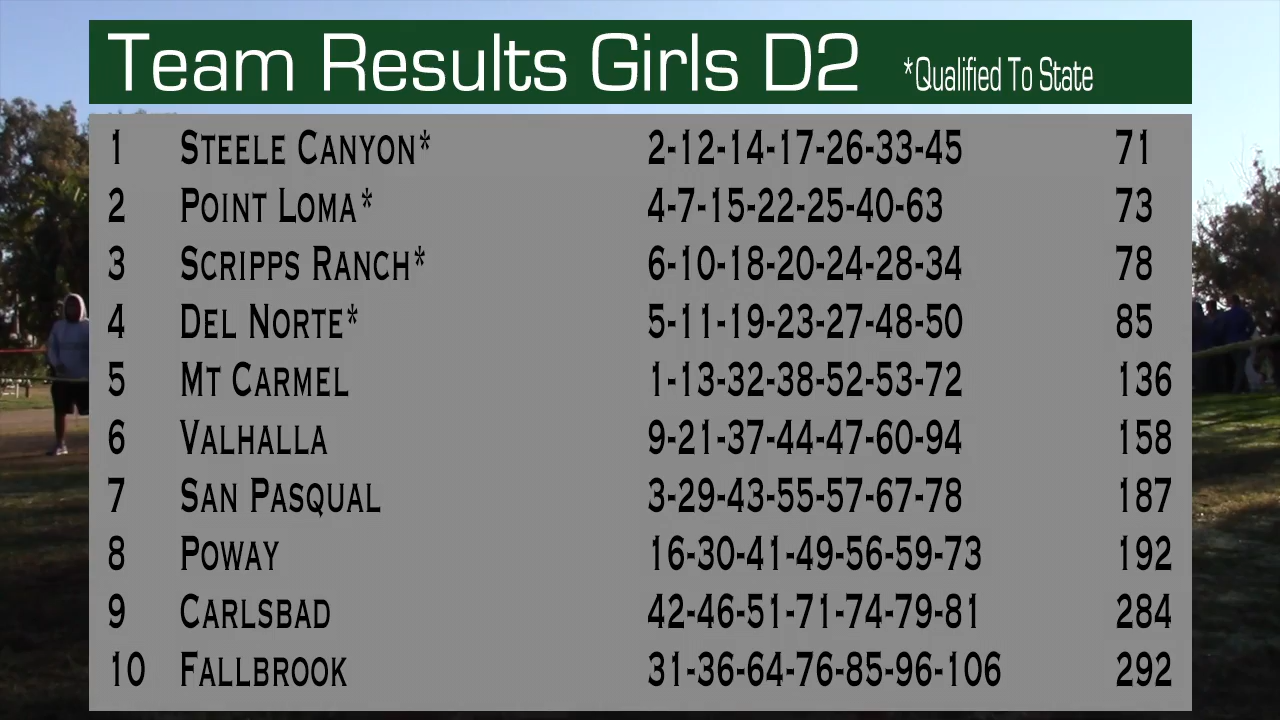 Team Results Girls D2 *Qualified To State
1 STEELE CANYON* 2-12-14-17-26-33-45 71
2 POINT LOMA* 4-7-15-22-25-40-63 73
3 SCRIPPS RANCH* 6-10-18-20-24-28-34 78
4 DEL NORTE* 5-11-19-23-27-48-50 85
5 MT CARMEL 1-13-32-38-52-53-72 136
6 VALHALLA 9-21-37-44-47-60-94 158
7 SAN PASQUAL 3-29-43-55-57-67-78 187
8 POWAY 16-30-41-49-56-59-73 192
9 CARLSBAD 42-46-51-71-74-79-81 284
10 FALLBROOK 31-36-64-76-85-96-106 292